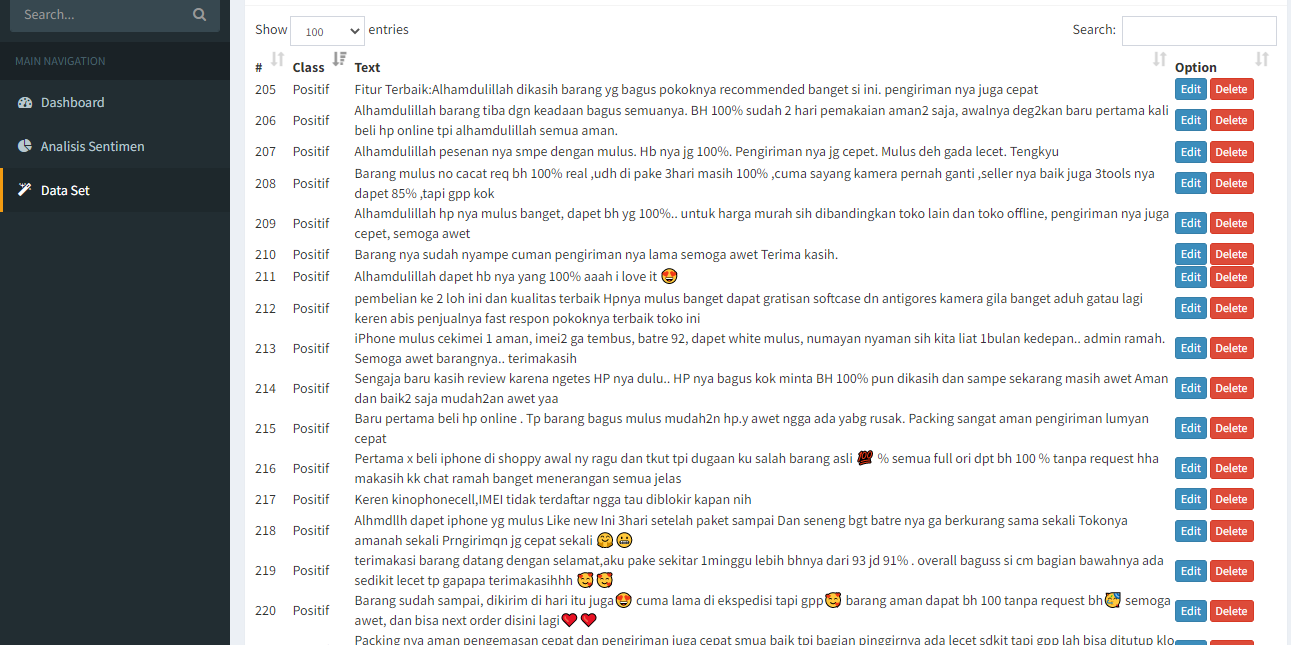 Search...
MAIN NAVIGATION
Dashboard
Analisis Sentimen
Data Set
Show 100 entries
Search:
# Class Text Option
205 Positif Fitur Terbaik:Alhamdulillah dikasih barang yg bagus pokoknya recommended banget si ini. pengiriman nya juga cepat Edit Delete
206 Positif Alhamdulillah barang tiba dgn keadaan bagus semuanya. BH 100% sudah 2 hari pemakaian aman2 saja, awalnya deg2kan baru pertama kali Edit Delete
beli hp online tpi alhamdulillah semua aman.
207 Positif Alhamdulillah pesenan nya smpe dengan mulus. Hb nya jg 100%. Pengiriman nya jg cepet. Mulus deh gada lecet. Tengkyu Edit Delete
208 Positif Barang mulus no cacat req bh 100% real ,udh di pake 3hari masih 100% ,cuma sayang kamera pernah ganti ,seller nya baik juga 3tools nya Edit Delete
dapet 85% ,tapi gpp kok
209 Positif Alhamdulillah hp nya mulus banget, dapet bh yg 100%.. untuk harga murah sih dibandingkan toko lain dan toko offline, pengiriman nya juga Edit Delete
cepet, semoga awet
210 Positif Barang nya sudah nyampe cuman pengiriman nya lama semoga awet Terima kasih. Edit Delete
211 Positif Alhamdulillah dapet hb nya yang 100% aaah i love it 😍 Edit Delete
212 Positif pembelian ke 2 loh ini dan kualitas terbaik Hpnya mulus banget dapat gratisan softcase dn antigores kamera gila banget aduh gatau lagi Edit Delete
keren abis penjualnya fast respon pokoknya terbaik toko ini
213 Positif iPhone mulus cekimei 1 aman, imei2 ga tembus, batre 92, dapet white mulus, numayan nyaman sih kita liat 1bulan kedepan.. admin ramah. Edit Delete
Semoga awet barangnya.. terimakasih
214 Positif Sengaja baru kasih review karena ngetes HP nya dulu.. HP nya bagus kok minta BH 100% pun dikasih dan sampe sekarang masih awet Aman Edit Delete
dan baik2 saja mudah2an awet yaa
215 Positif Baru pertama beli hp online . Tp barang bagus mulus mudah2n hp.y awet ngga ada yabg rusak. Packing sangat aman pengiriman lumyan Edit Delete
cepat
216 Positif Pertama x beli iphone di shoppy awal ny ragu dan tkut tpi dugaan ku salah barang asli 💯 % semua full ori dpt bh 100 % tanpa request hha Edit Delete
makasih kk chat ramah banget menerangan semua jelas
217 Positif Keren kinophonecell,IMEI tidak terdaftar ngga tau diblokir kapan nih Edit Delete
218 Positif Alhmdllh dapet iphone yg mulus Like new Ini 3hari setelah paket sampai Dan seneng bgt batre nya ga berkurang sama sekali Tokonya Edit Delete
amanah sekali Prngirimqn jg cepat sekali 🤗😬
219 Positif terimakasi barang datang dengan selamat,aku pake sekitar 1minggu lebih bhnya dari 93 jd 91% . overall baguss si cm bagian bawahnya ada Edit Delete
sedikit lecet tp gapapa terimakasihhh 🥰🥰
220 Positif Barang sudah sampai, dikirim di hari itu juga😍 cuma lama di ekspedisi tapi gpp🥰 barang aman dapat bh 100 tanpa request bh🥳 semoga Edit Delete
awet, dan bisa next order disini lagi❤️❤️
Packing nya aman pengemasan cepat dan pengiriman juga cepat smua baik tpi bagian pinggirnya ada lecet sdkit tapi gpp lah bisa ditutup klo